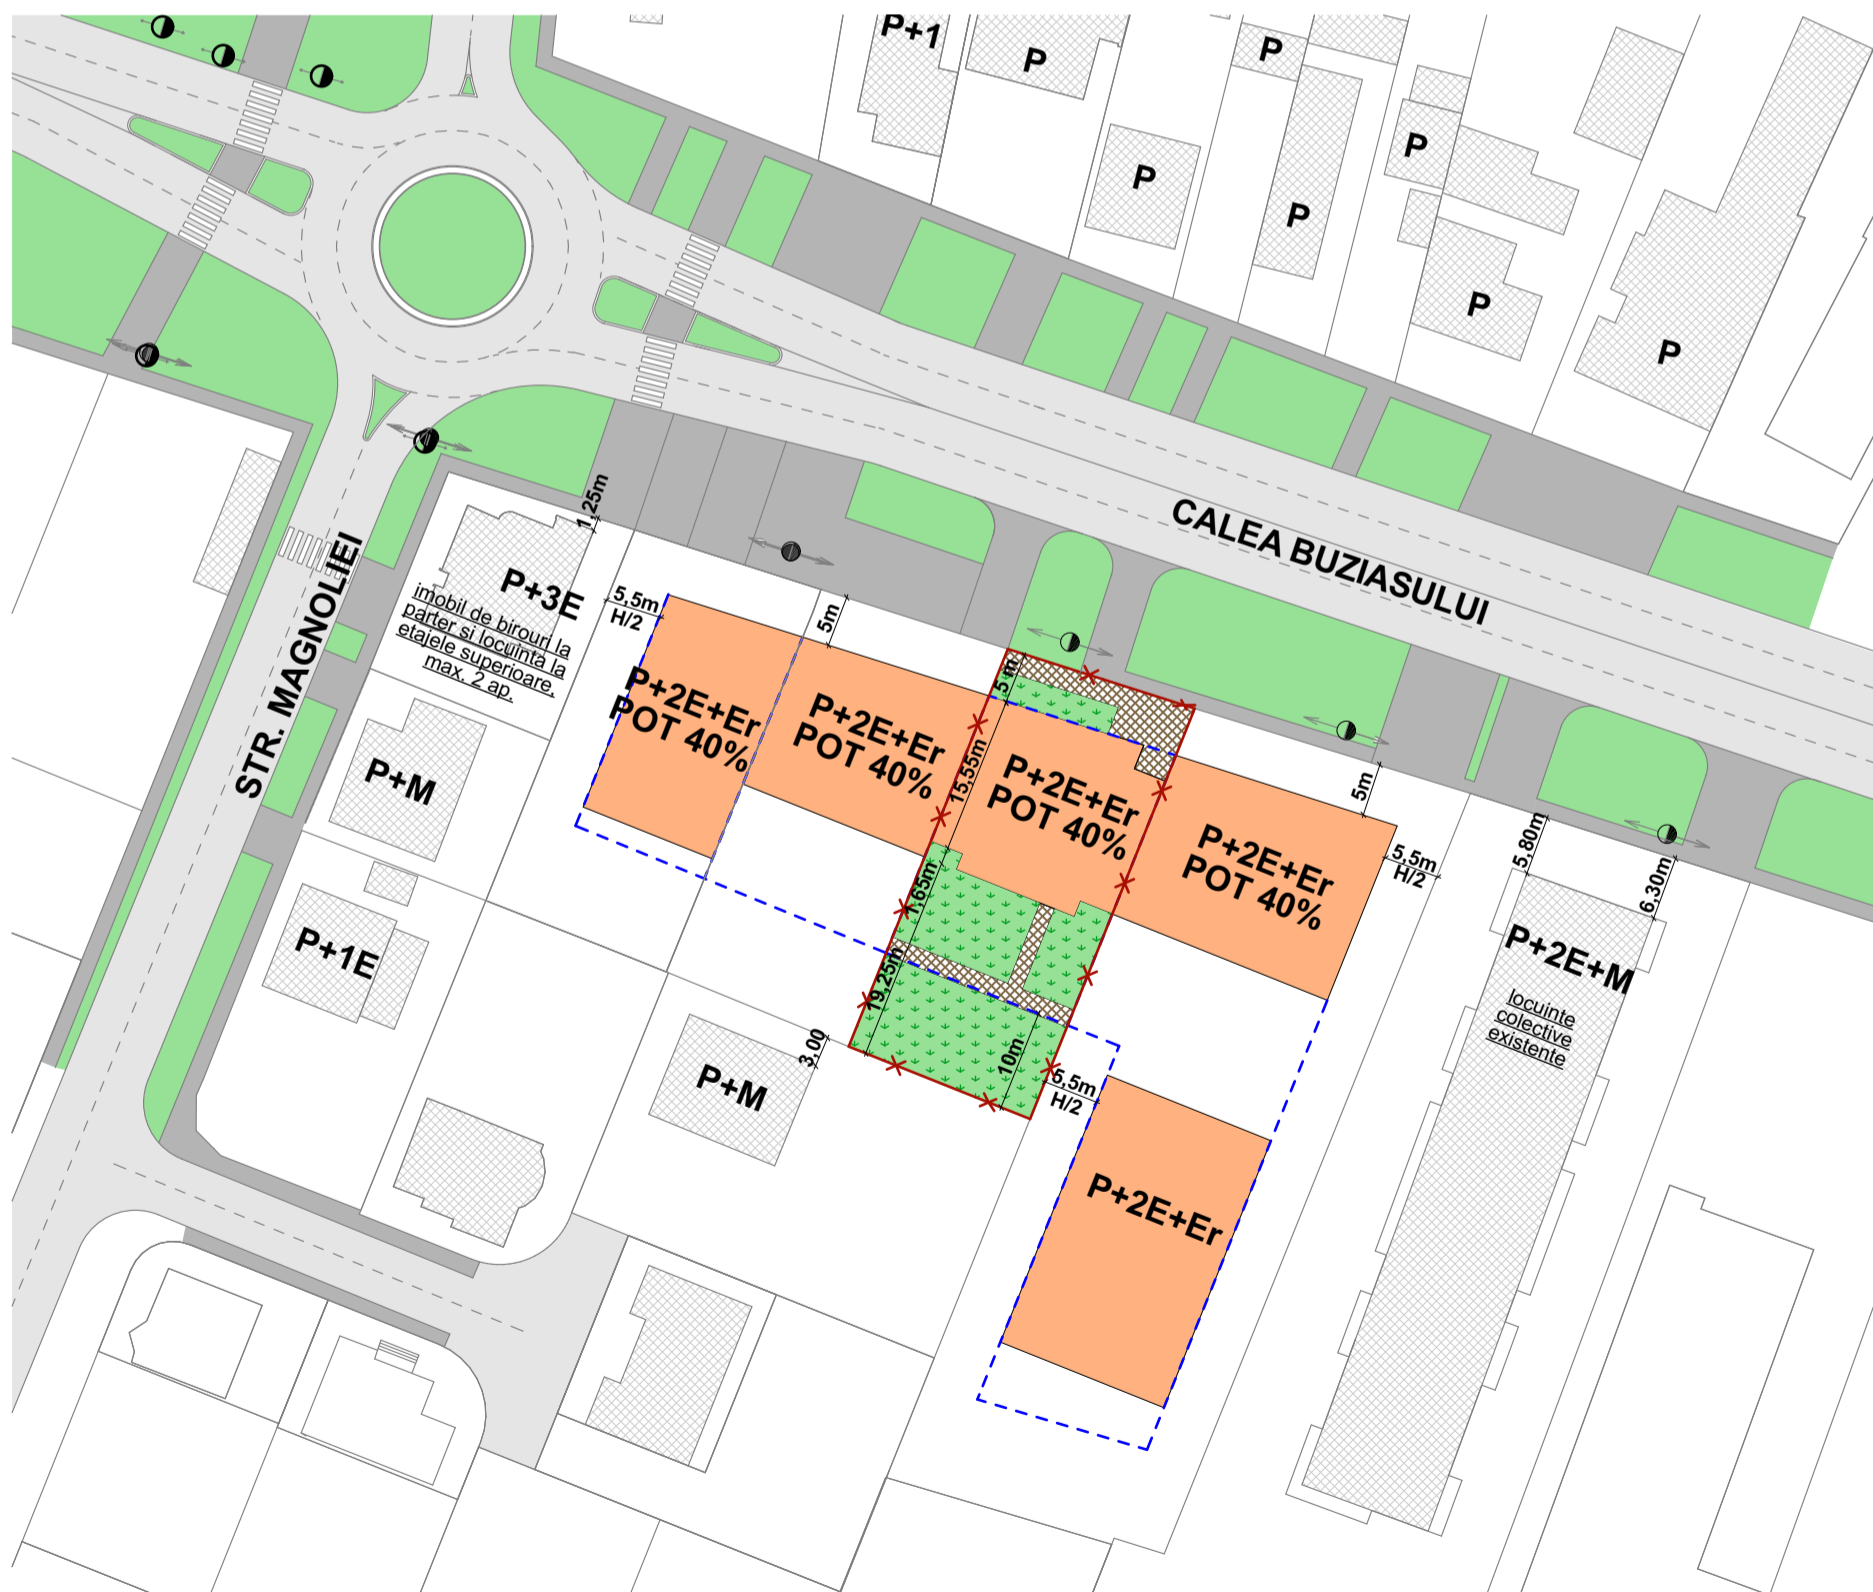 P+1
P
P
P
P
P
P
P
CALEA BUZIASULUI
STR. MAGNOLIEI
1,25m
P+3E
imobil de birouri la
parter si locuinta la
etajele superioare.
max. 2 ap.
5,5m
H/2
5m
P+2E+Er
POT 40%
P+2E+Er
POT 40%
5 m
15,55m
P+2E+Er
POT 40%
P+2E+Er
POT 40%
5m
5,5m
H/2
5.80m
6,30m
P+2E+M
locuinte
colective
existente
P+M
P+1E
1,65m
19,25m
10m
3,00
P+M
5,5m
H/2
P+2E+Er